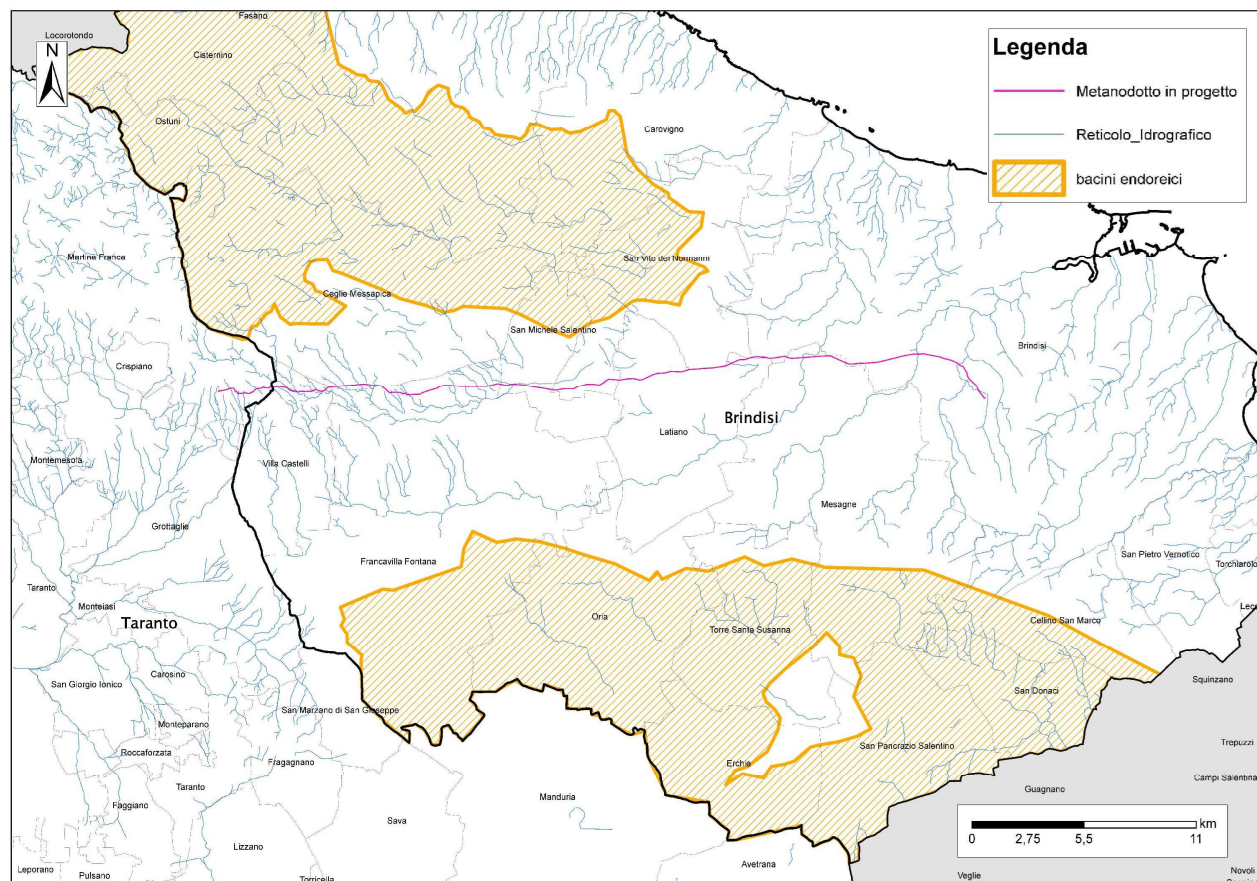 Fasano
Locorotondo
N
Cisternino
Ostuni
Carovigno
Legenda
Metanodotto in progetto
Reticolo_Idrografico
bacini endoreici
Martina Franca
San Vito dei Normanni
Ceglie Messapica
San Michele Salentino
Brindisi
Crispiano
Brindisi
Latiano
Montemesola
Villa Castelli
Mesagne
Grottaglie
San Pietro Vernotico
Francavilla Fontana
Torchiarolo
Taranto
Monteiasi
Lecc
Taranto
Oria
Torre Santa Susanna
Cellino San Marco
Carosino
San Giorgio Ionico
Squinzano
San Donaci
San Marzano di San Giuseppe
Monteparano
Roccaforzata
San Pancrazio Salentino
Trepuzzi
Fragagnano
Erchie
Campi Salentina
Taranto
Guagnano
Manduria
Faggiano
Sava
km
0 2,75 5,5 11
Lizzano
Avetrana
Leporano
Pulsano
Torricella
Veglie
Novoli